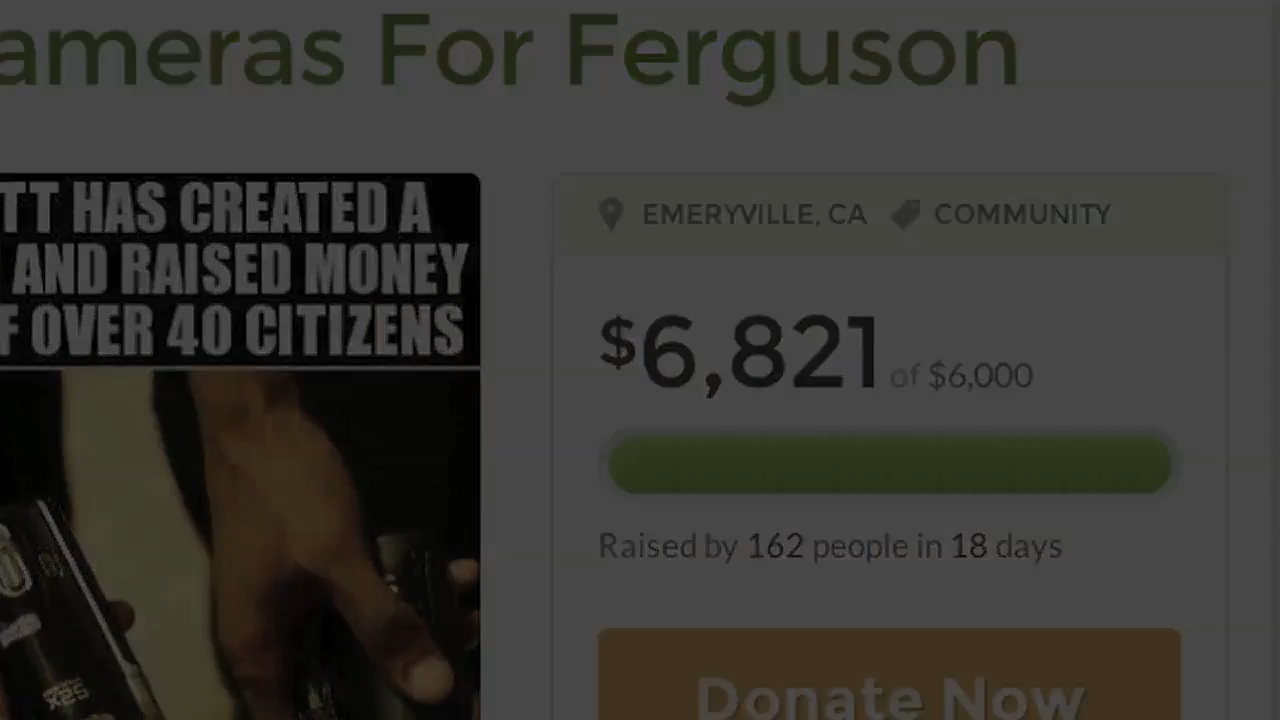 ameras For Ferguson
TT HAS CREATED A
AND RAISED MONEY
F OVER 40 CITIZENS
EMERYVILLE, CA COMMUNITY
$6,821 of $6,000
Raised by 162 people in 18 days
Donate Now
X25